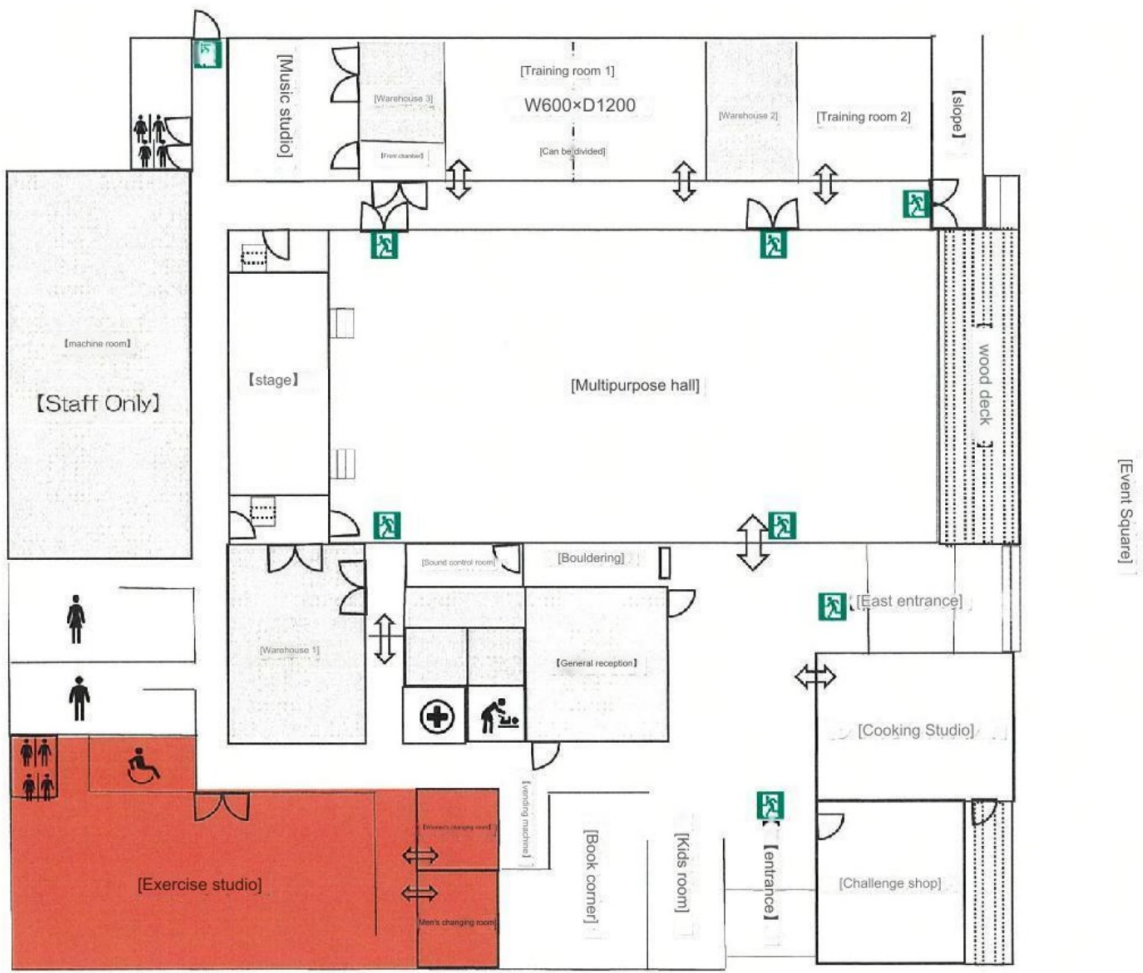 [Music studio]
[Warehouse 3]
[Front chamber]
[Training room 1]
W600×D1200
[Can be divided]
[Warehouse 2]
[Training room 2]
【slope】
【machine room】
【Staff Only】
【stage】
[Multipurpose hall]
【 wood deck 】
[Event Square]
[Sound control room]
[Bouldering]
[East entrance]
[Warehouse 1]
【General reception】
[Cooking Studio]
[vending machine]
[Women's changing room]
[Exercise studio]
Men's changing room]
[Book corner]
[Kids room]
【entrance】
[Challenge shop]